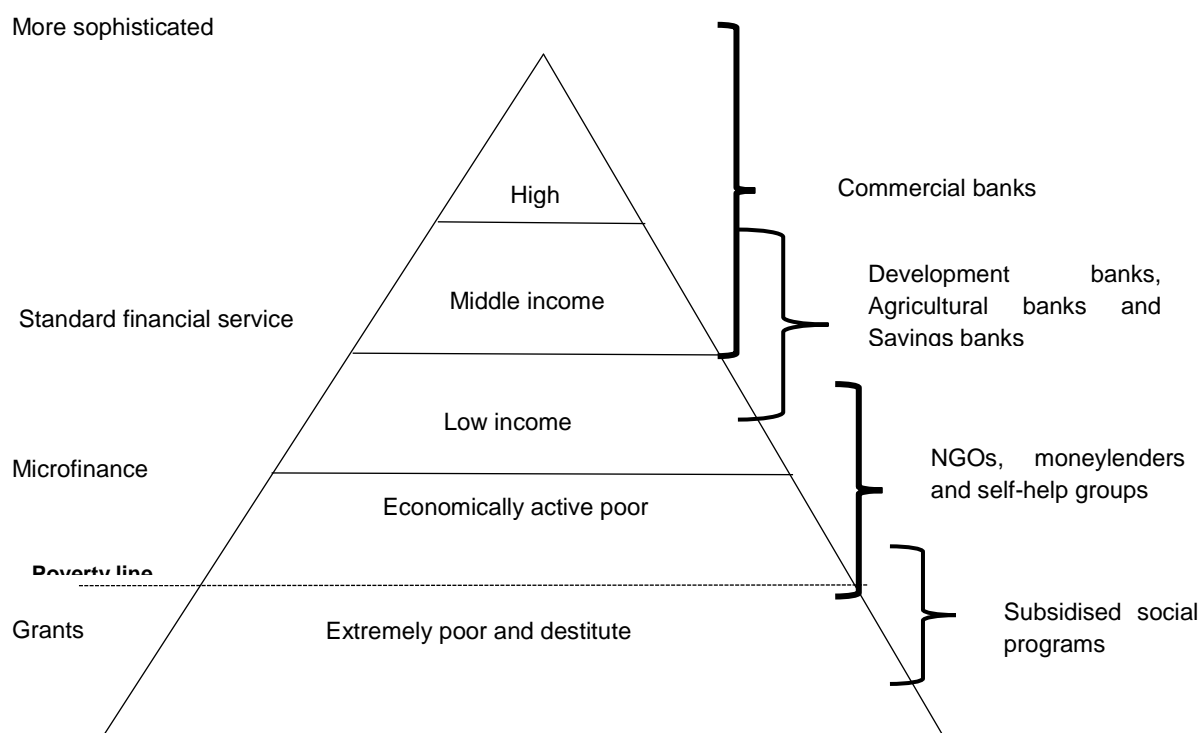 More sophisticated
High
Commercial banks
Development banks,
Agricultural banks and
Savings banks
Middle income
Standard financial service
Low income
Microfinance
NGOs, moneylenders
and self-help groups
Economically active poor
Poverty line
Grants
Extremely poor and destitute
Subsidised social
programs